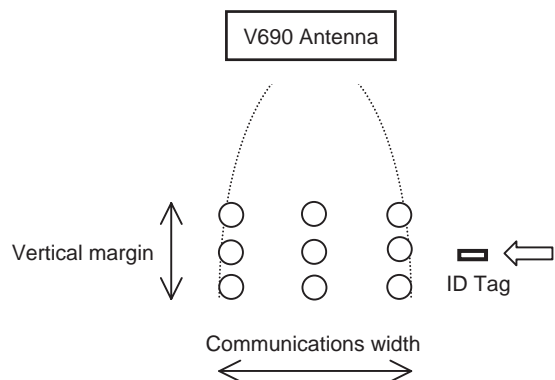 V690 Antenna
Vertical margin
ID Tag
Communications width